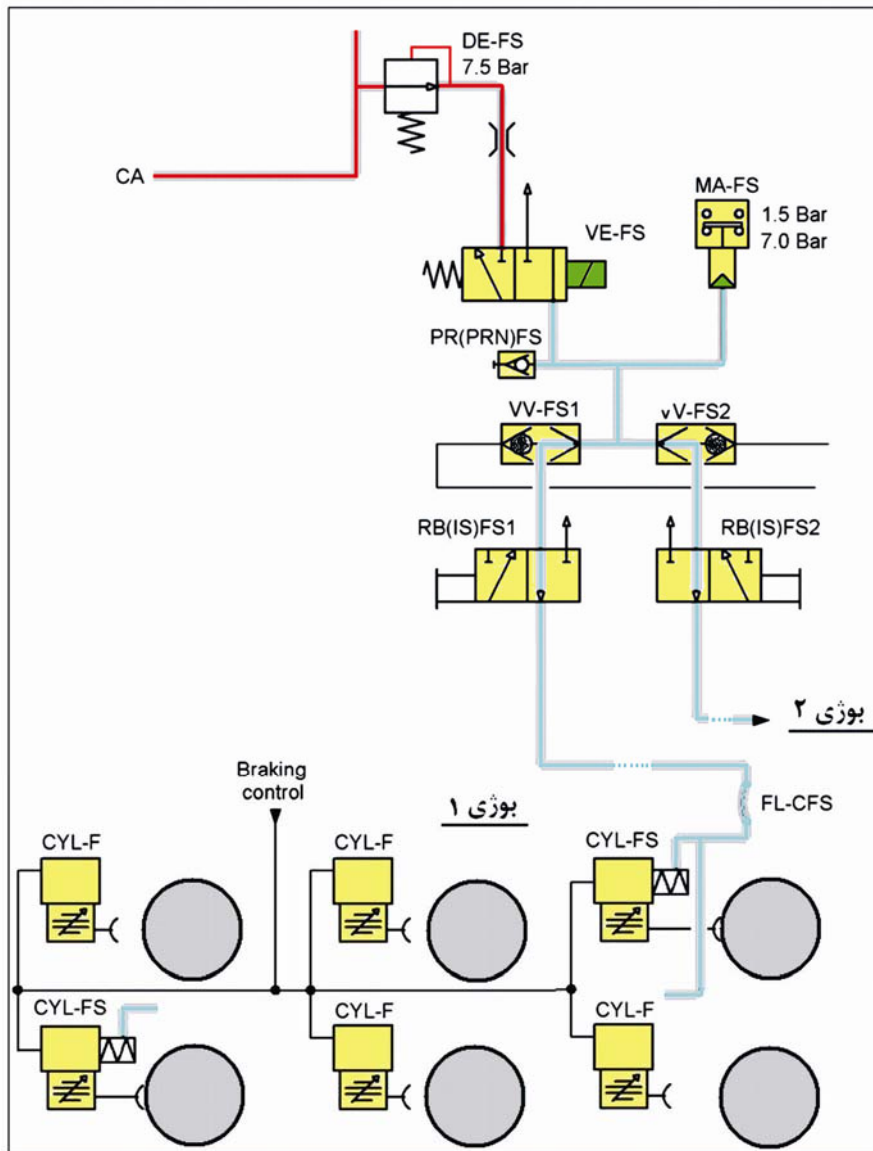 DE-FS
7.5 Bar
CA
MA-FS
1.5 Bar
7.0 Bar
VE-FS
PR(PRN)FS
VV-FS1
vV-FS2
RB(IS)FS1
RB(IS)FS2
بوژی ۲
Braking
control
بوژی ۱
FL-CFS
CYL-F
CYL-F
CYL-FS
CYL-FS
CYL-F
CYL-F